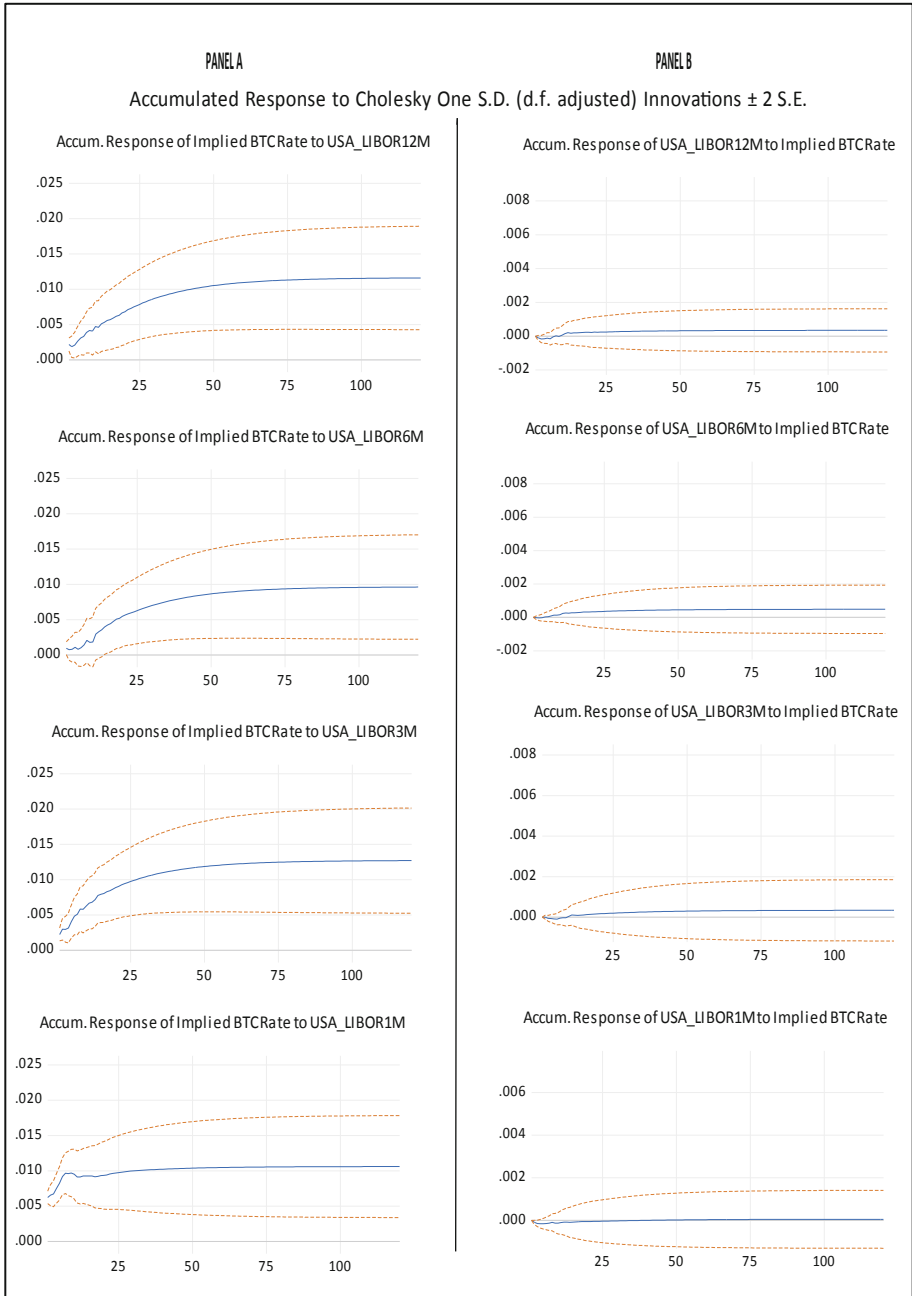 PANEL A
PANEL B
Accumulated Response to Cholesky One S.D. (d.f. adjusted) Innovations ± 2 S.E.
Accum. Response of Implied BTCRate to USA_LIBOR12M
.025
.020
.015
.010
.005
.000
25 50 75 100
Accum. Response of USA_LIBOR12M to Implied BTCRate
.008
.006
.004
.002
.000
-.002
25 50 75 100
Accum. Response of Implied BTCRate to USA_LIBOR6M
.025
.020
.015
.010
.005
.000
25 50 75 100
Accum. Response of USA_LIBOR6M to Implied BTCRate
.008
.006
.004
.002
.000
-.002
25 50 75 100
Accum. Response of Implied BTCRate to USA_LIBOR3M
.025
.020
.015
.010
.005
.000
25 50 75 100
Accum. Response of USA_LIBOR3M to Implied BTCRate
.008
.006
.004
.002
.000
25 50 75 100
Accum. Response of Implied BTCRate to USA_LIBOR1M
.025
.020
.015
.010
.005
.000
25 50 75 100
Accum. Response of USA_LIBOR1M to Implied BTCRate
.006
.004
.002
.000
25 50 75 100